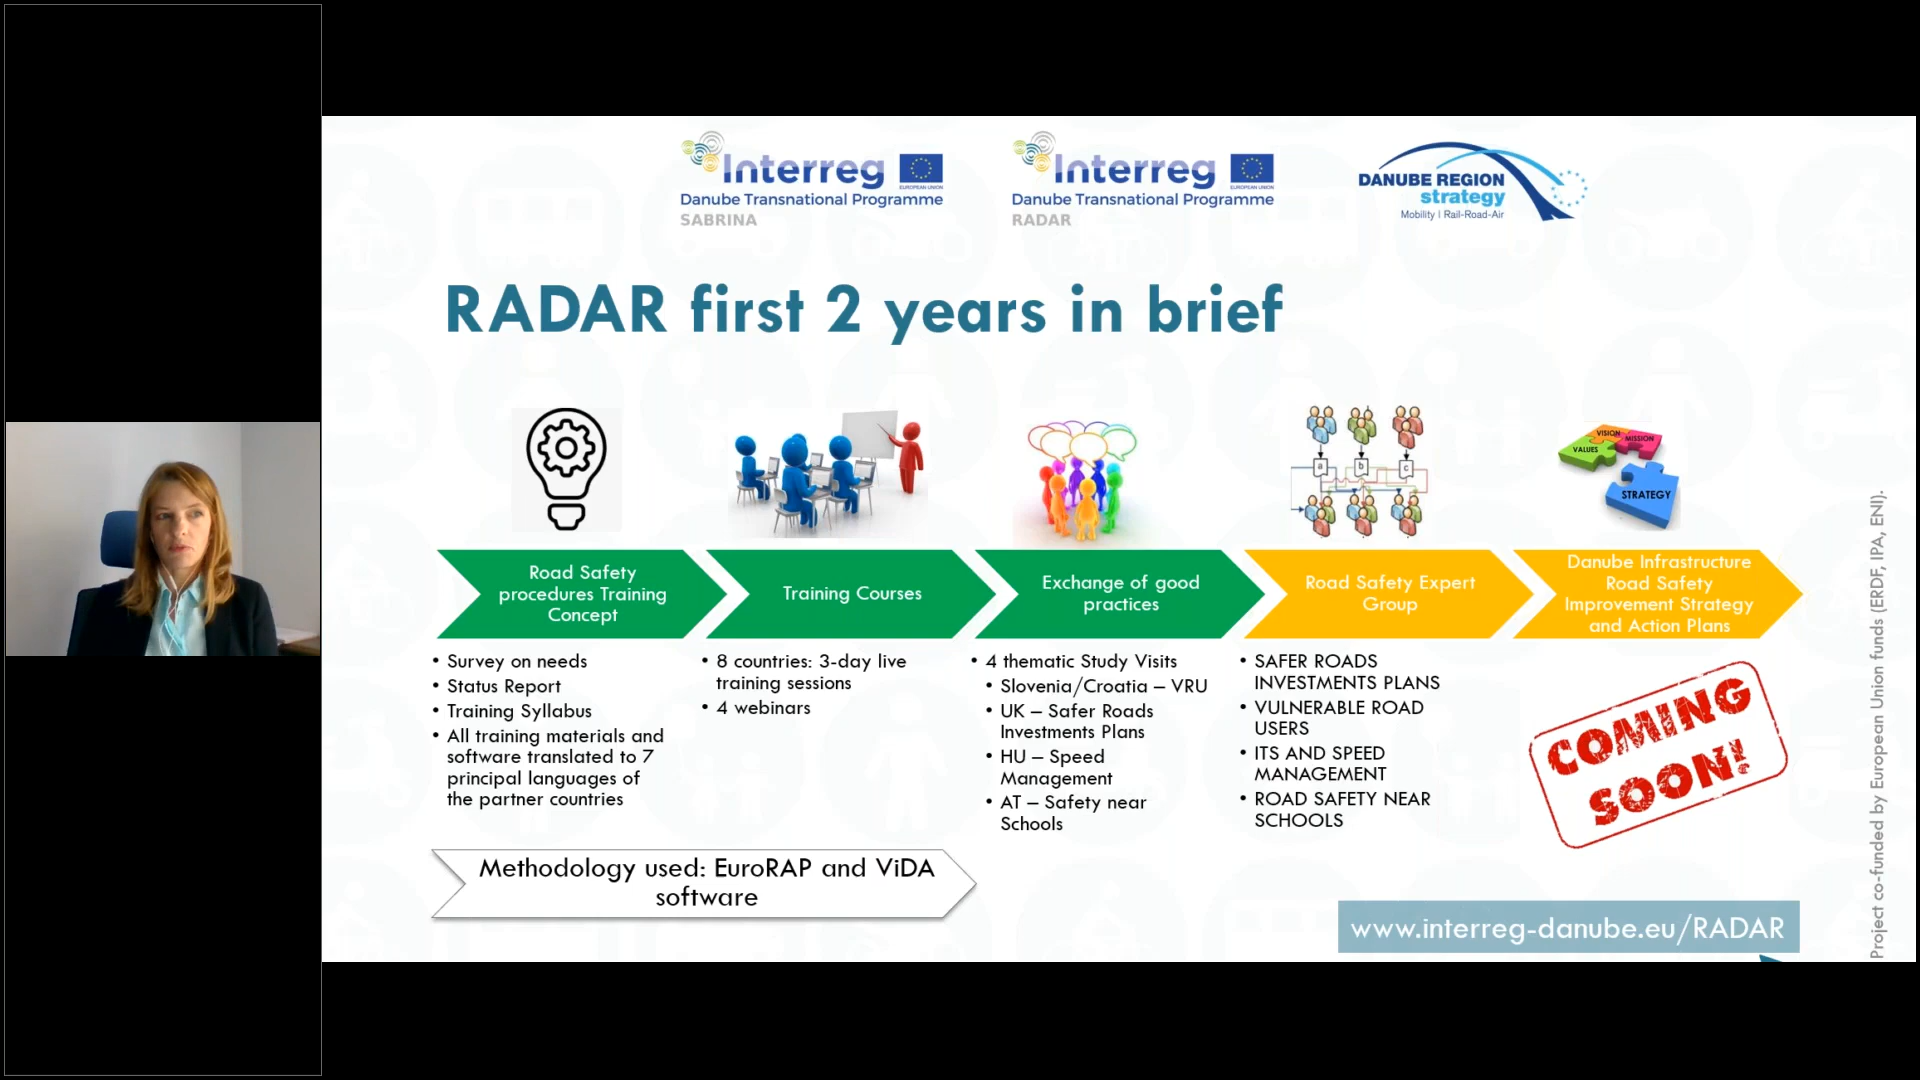 Interreg
EUROPEAN UNION
Danube Transnational Programme
SABRINA
Interreg
EUROPEAN UNION
Danube Transnational Programme
RADAR
DANUBE REGION
strategy
Mobility | Rail-Road-Air
RADAR first 2 years in brief
a
b
c
VISION
MISSION
VALUES
STRATEGY
Road Safety
procedures Training
Concept
Training Courses
Exchange of good
practices
Road Safety Expert
Group
Danube Infrastructure
Road Safety
Improvement Strategy
and Action Plans
• Survey on needs
• Status Report
• Training Syllabus
• All training materials and
software translated to 7
principal languages of
the partner countries
• 8 countries: 3-day live
training sessions
• 4 webinars
• 4 thematic Study Visits
• Slovenia/Croatia – VRU
• UK – Safer Roads
Investments Plans
• HU – Speed
Management
• AT – Safety near
Schools
• SAFER ROADS
INVESTMENTS PLANS
• VULNERABLE ROAD
USERS
• ITS AND SPEED
MANAGEMENT
• ROAD SAFETY NEAR
SCHOOLS
COMING
SOON!
Methodology used: EuroRAP and ViDA
software
www.interreg-danube.eu/RADAR
Project co-funded by European Union funds (ERDF, IPA, ENI).